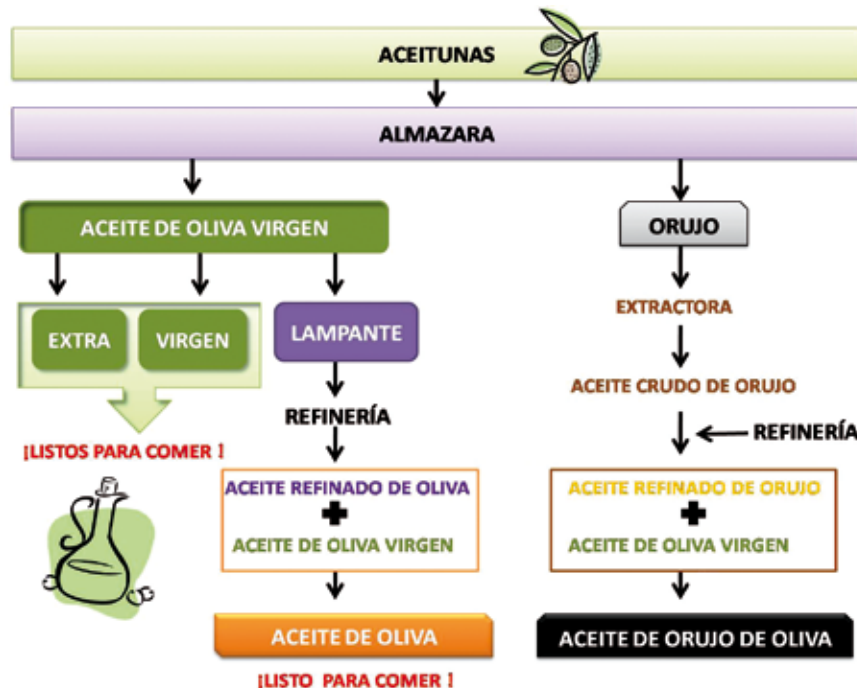 ACEITUNAS
ALMAZARA
ACEITE DE OLIVA VIRGEN
ORUJO
EXTRA
VIRGEN
LAMPANTE
EXTRACTORA
ACEITE CRUDO DE ORUJO
REFINERÍA
REFINERÍA
¡LISTOS PARA COMER !
ACEITE REFINADO DE OLIVA
ACEITE DE OLIVA VIRGEN
ACEITE REFINADO DE ORUJO
ACEITE DE OLIVA VIRGEN
ACEITE DE OLIVA
ACEITE DE ORUJO DE OLIVA
¡LISTO PARA COMER !